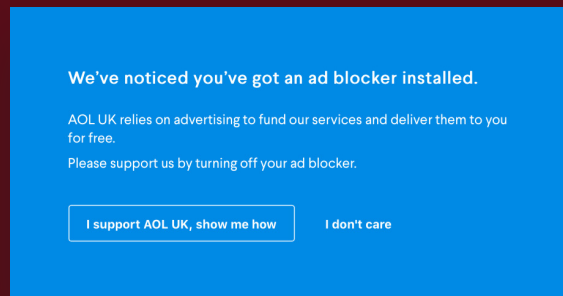 We’ve noticed you’ve got an ad blocker installed.
AOL UK relies on advertising to fund our services and deliver them to you
for free.
Please support us by turning off your ad blocker.
I support AOL UK, show me how
I don't care